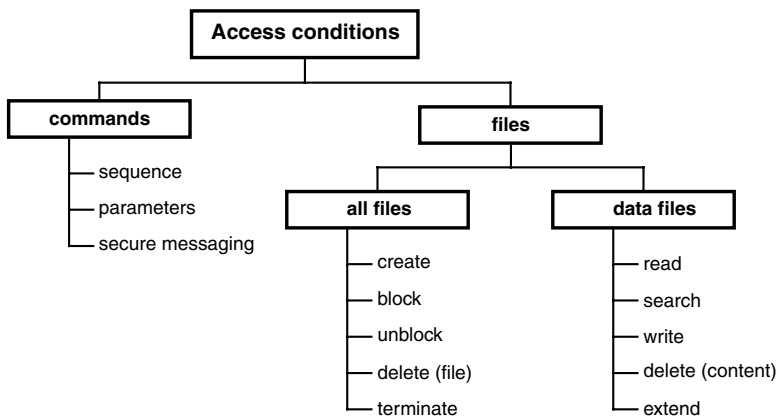 Access conditions
commands
files
sequence
parameters
secure messaging
all files
data files
create
block
unblock
delete (file)
terminate
read
search
write
delete (content)
extend